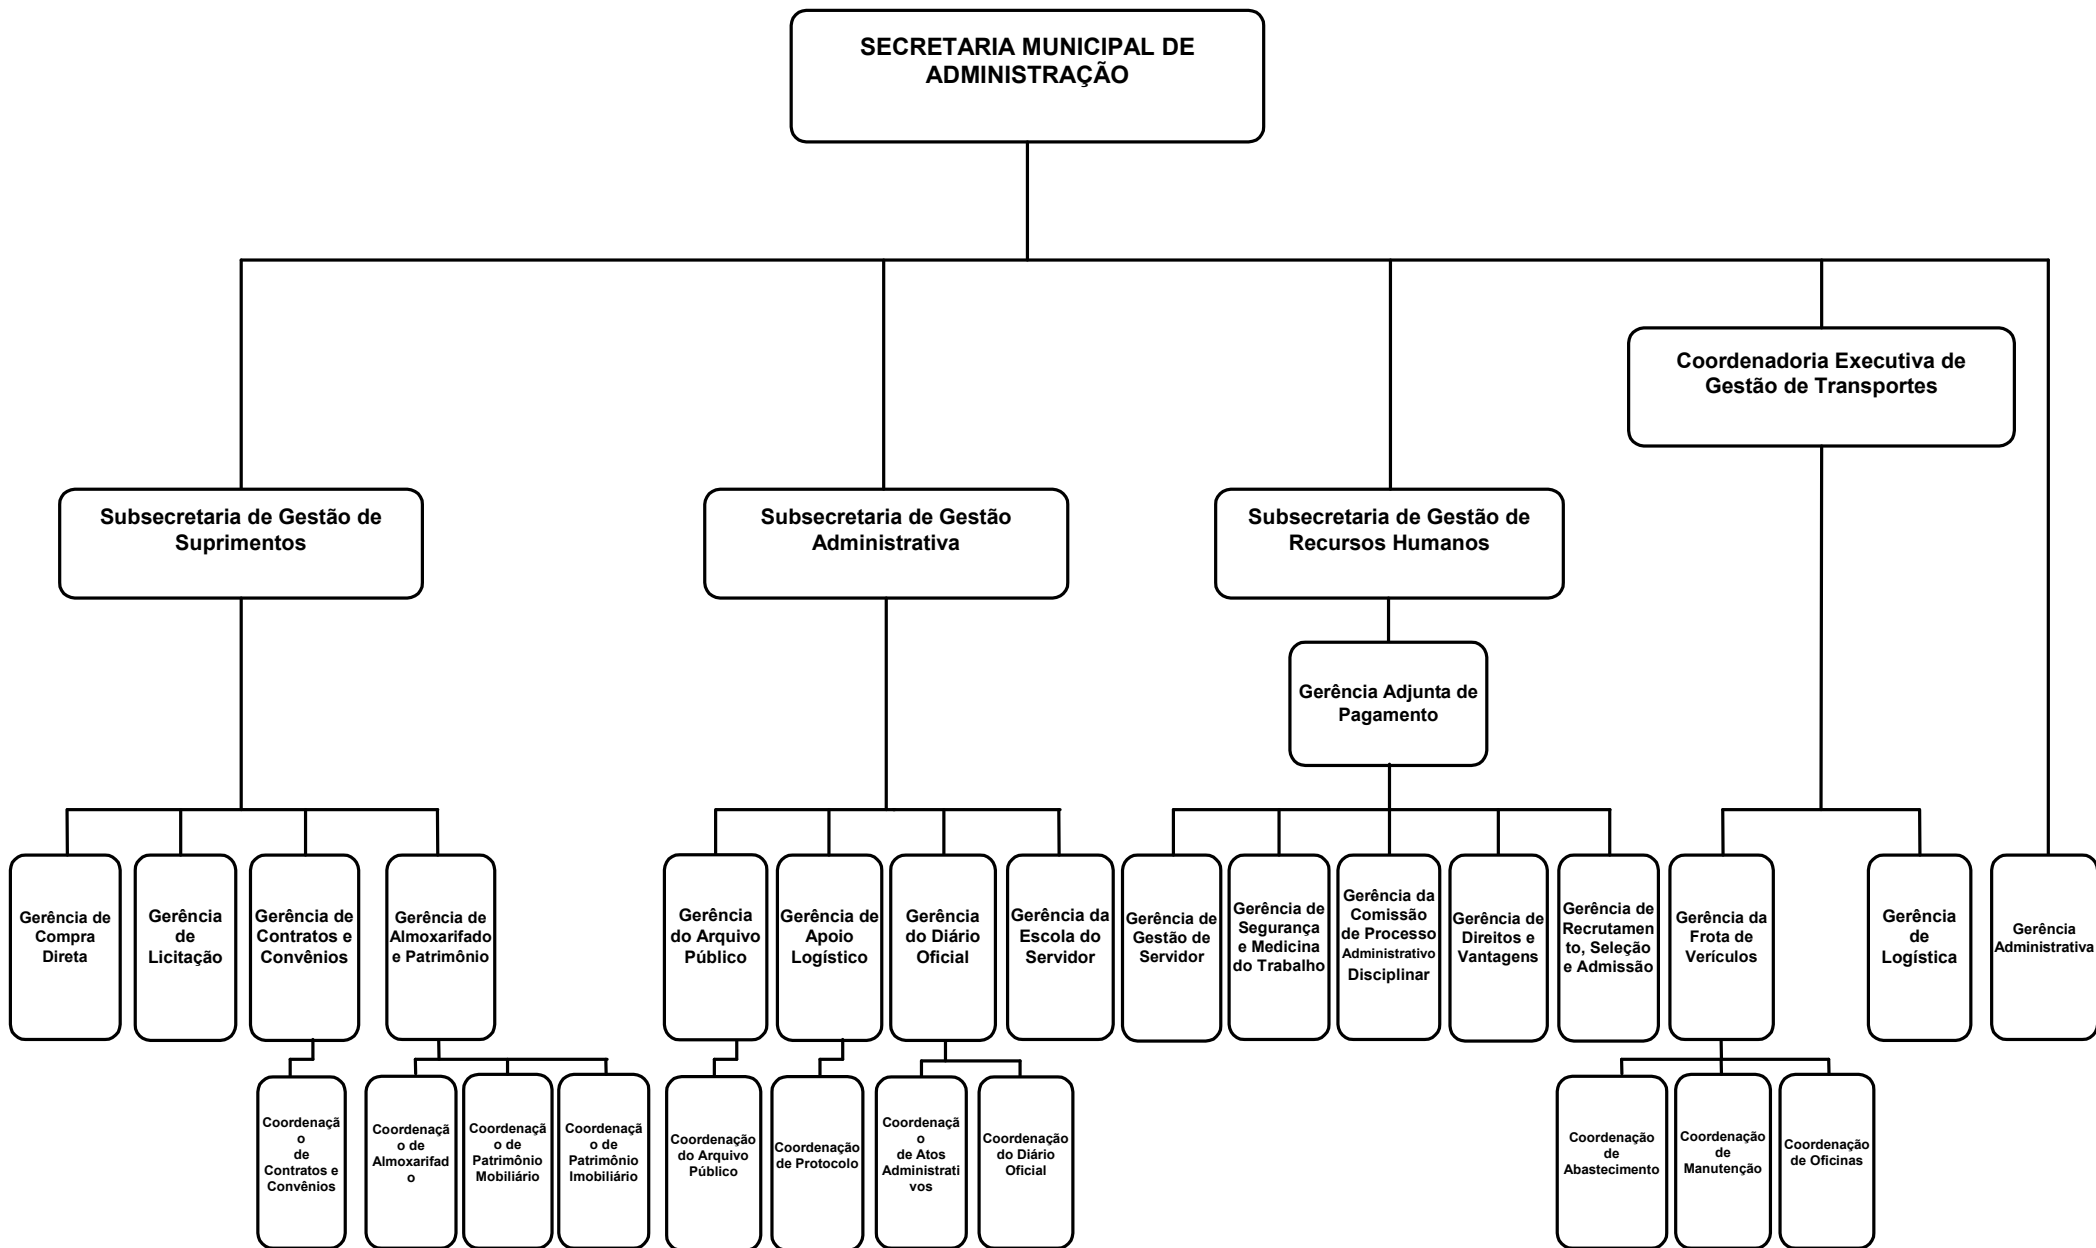 SECRETARIA MUNICIPAL DE
ADMINISTRAÇÃO
Coordenadoria Executiva de
Gestão de Transportes
Subsecretaria de Gestão de
Suprimentos
Subsecretaria de Gestão
Administrativa
Subsecretaria de Gestão de
Recursos Humanos
Gerência Adjunta de
Pagamento
Gerência de
Compra
Direta
Gerência
de
Licitação
Gerência de
Contratos e
Convênios
Gerência de
Almoxarifado
e Patrimônio
Gerência
do Arquivo
Público
Gerência de
Apoio
Logístico
Gerência
do Diário
Oficial
Gerência da
Escola do
Servidor
Gerência de
Gestão de
Servidor
Gerência de
Segurança
e Medicina
do Trabalho
Gerência da
Comissão
de Processo
Administrativo
Disciplinar
Gerência de
Direitos e
Vantagens
Gerência de
Recrutamen
to, Seleção
e Admissão
Gerência da
Frota de
Verículos
Gerência
de
Logística
Gerência
Administrativa
Coordenaçã
o
de
Contratos e
Convênios
Coordenaçã
o de
Almoxarifad
o
Coordenaçã
o de
Patrimônio
Mobiliário
Coordenaçã
o de
Patrimônio
Imobiliário
Coordenação
do Arquivo
Público
Coordenação
de Protocolo
Coordenaçã
o
de Atos
Administrati
vos
Coordenação
do Diário
Oficial
Coordenação
de
Abastecimento
Coordenação
de
Manutenção
Coordenação
de Oficinas